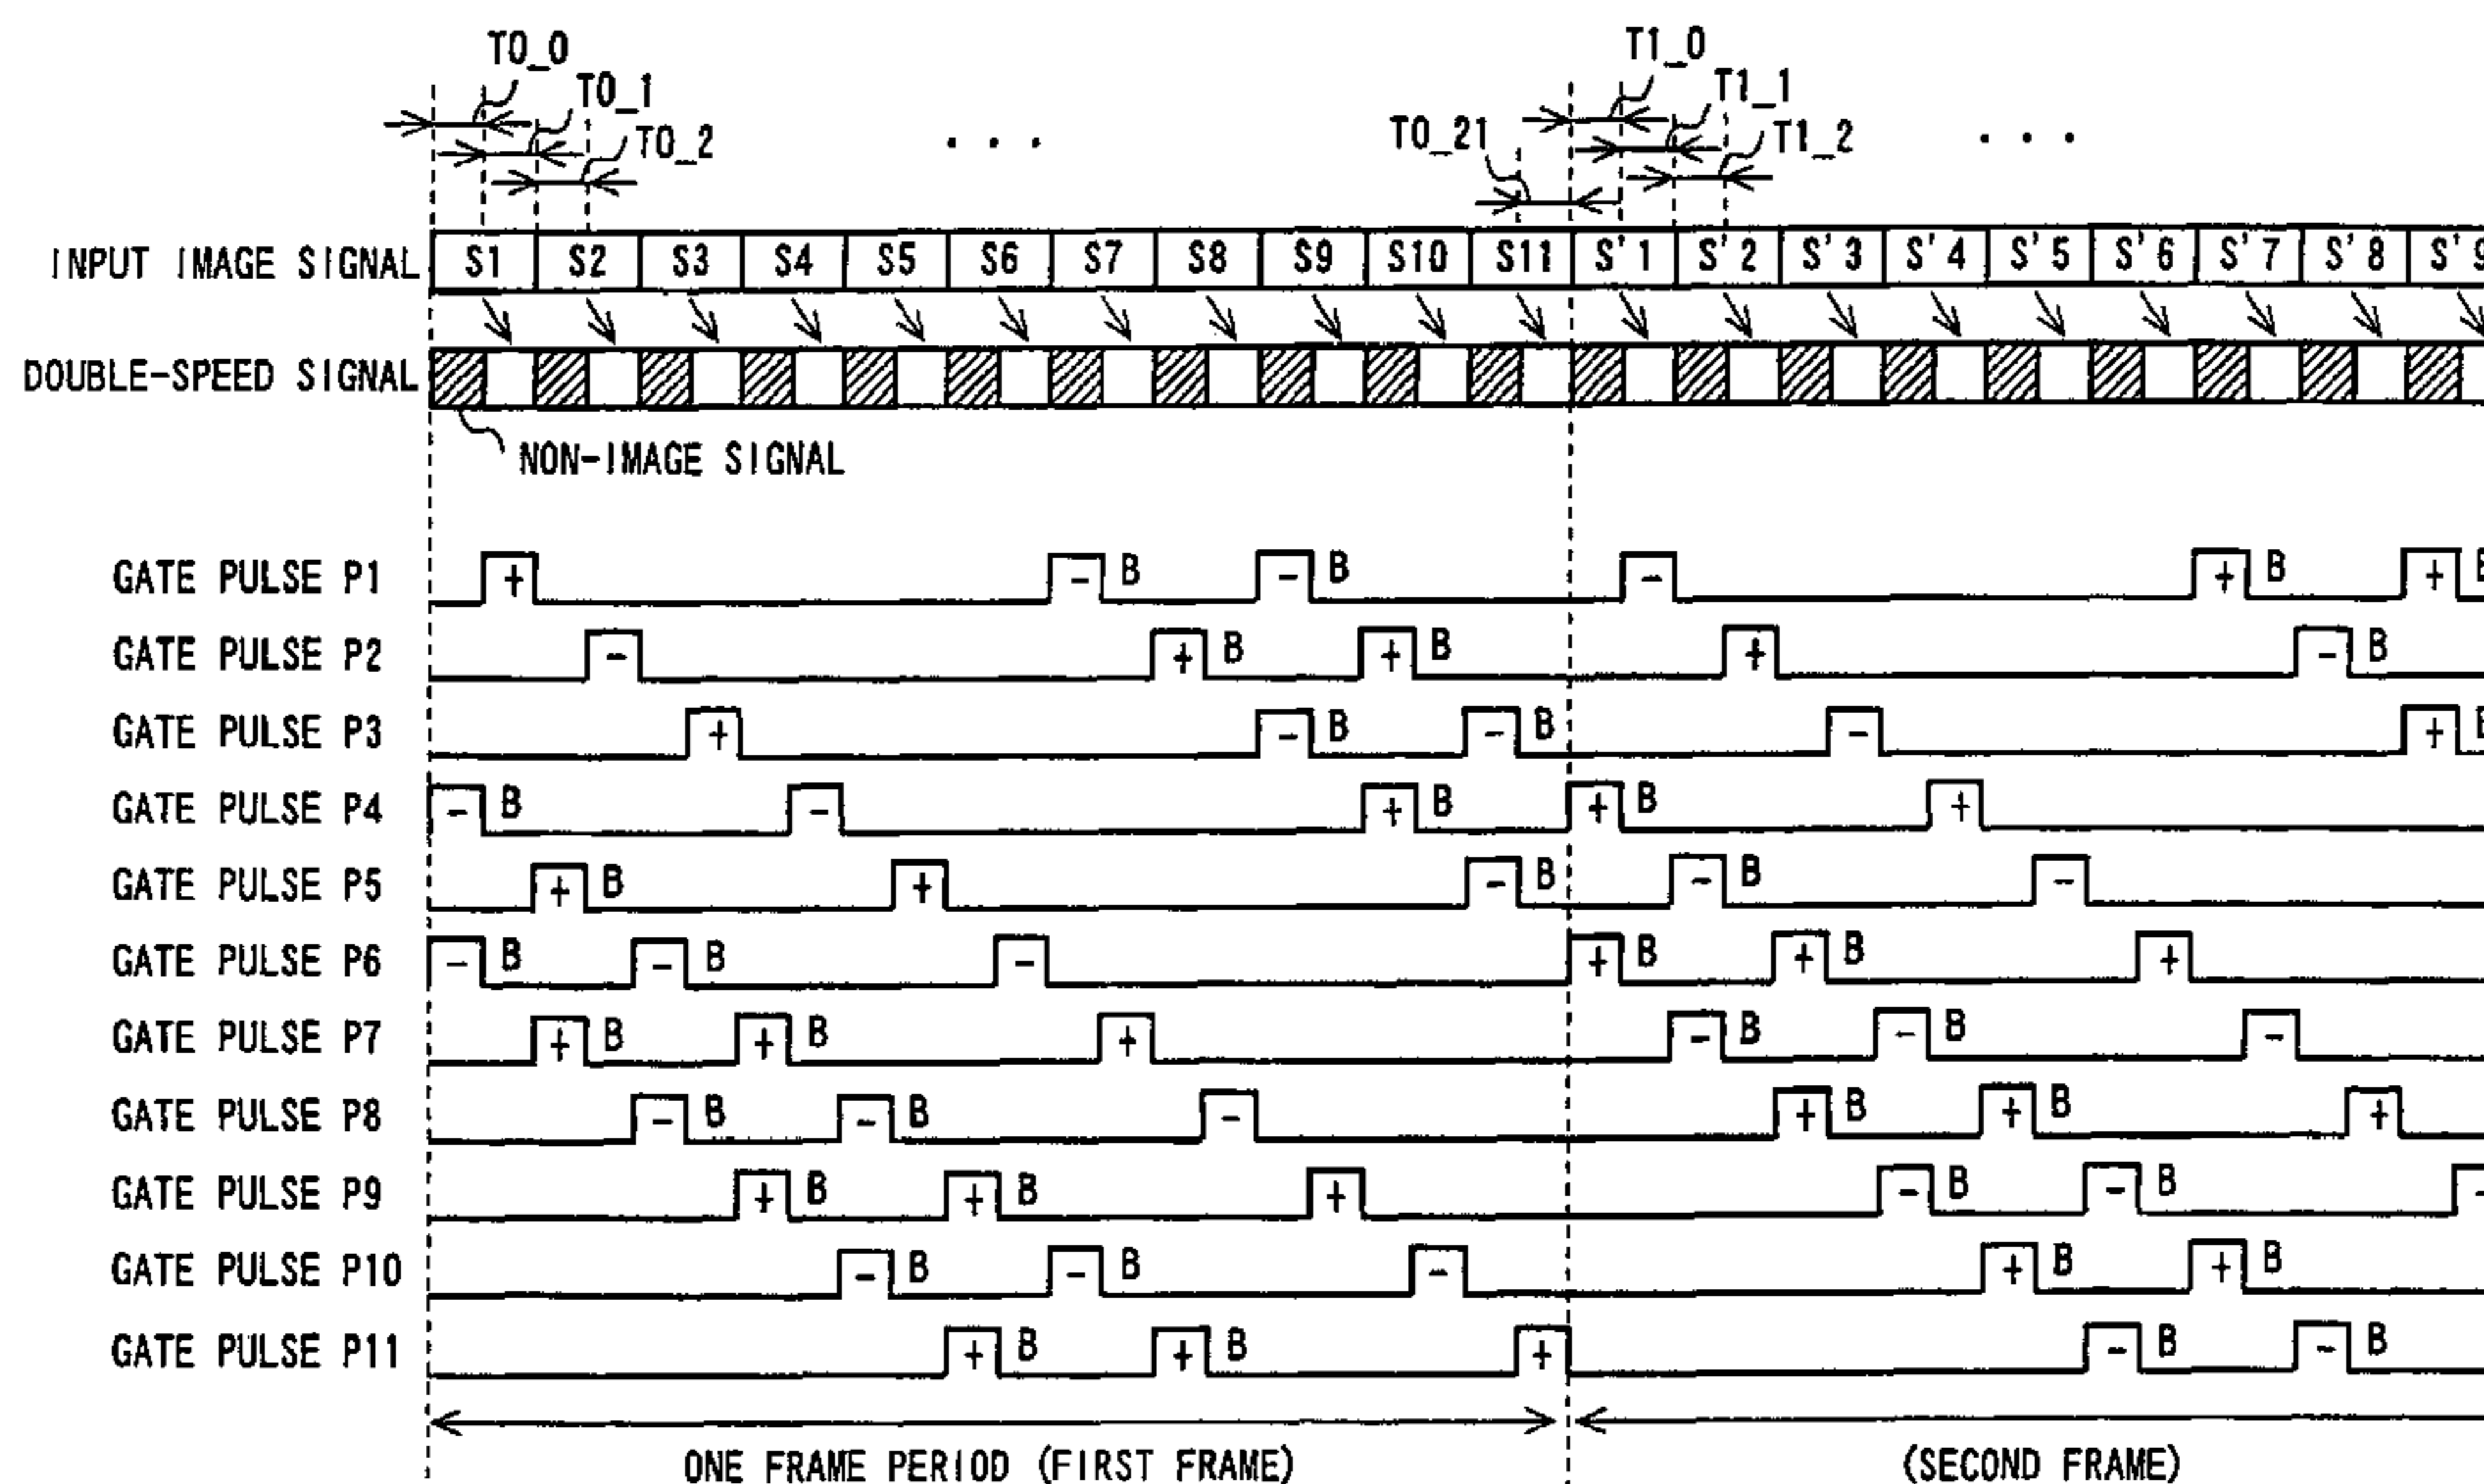 T0_0
T0_1
T0_2
. . .
T0_21
T1_0
T1_1
T1_2
. . .
INPUT IMAGE SIGNAL S1 S2 S3 S4 S5 S6 S7 S8 S9 S10 S11 S'1 S'2 S'3 S'4 S'5 S'6 S'7 S'8 S'9
DOUBLE-SPEED SIGNAL
NON-IMAGE SIGNAL
GATE PULSE P1 + - B - B - + B + B
GATE PULSE P2 - + B + B + - B
GATE PULSE P3 + - B - B - + B
GATE PULSE P4 - B - + B + B +
GATE PULSE P5 + B + - B - B -
GATE PULSE P6 - B - B - + B + B +
GATE PULSE P7 + B + B + - B - B -
GATE PULSE P8 - B - B - + B + B +
GATE PULSE P9 + B + B + - B - B -
GATE PULSE P10 - B - B - + B + B
GATE PULSE P11 + B + B + - B - B
ONE FRAME PERIOD (FIRST FRAME) (SECOND FRAME)